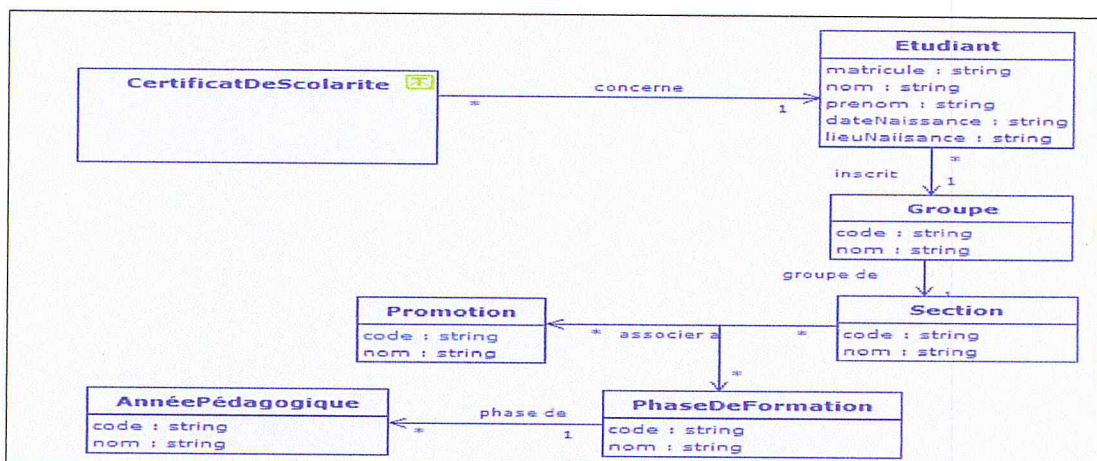 Etudiant
matricule : string
nom : string
prenom : string
dateNaissance : string
lieuNaiisance : string
CertificatDeScolarite
concerne
*
1
*
inscrit
1
Groupe
code : string
nom : string
groupe de
1
Section
code : string
nom : string
Promotion
code : string
nom : string
* associer a *
*
AnnéePédagogique
code : string
nom : string
phase de
* 1
PhaseDeFormation
code : string
nom : string